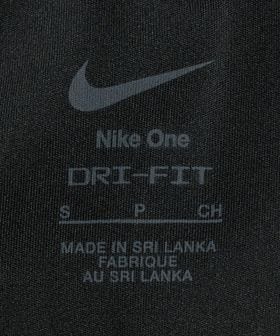 Nike One
DRI-FIT
S P CH
MADE IN SRI LANKA
FABRIQUE
AU SRI LANKA